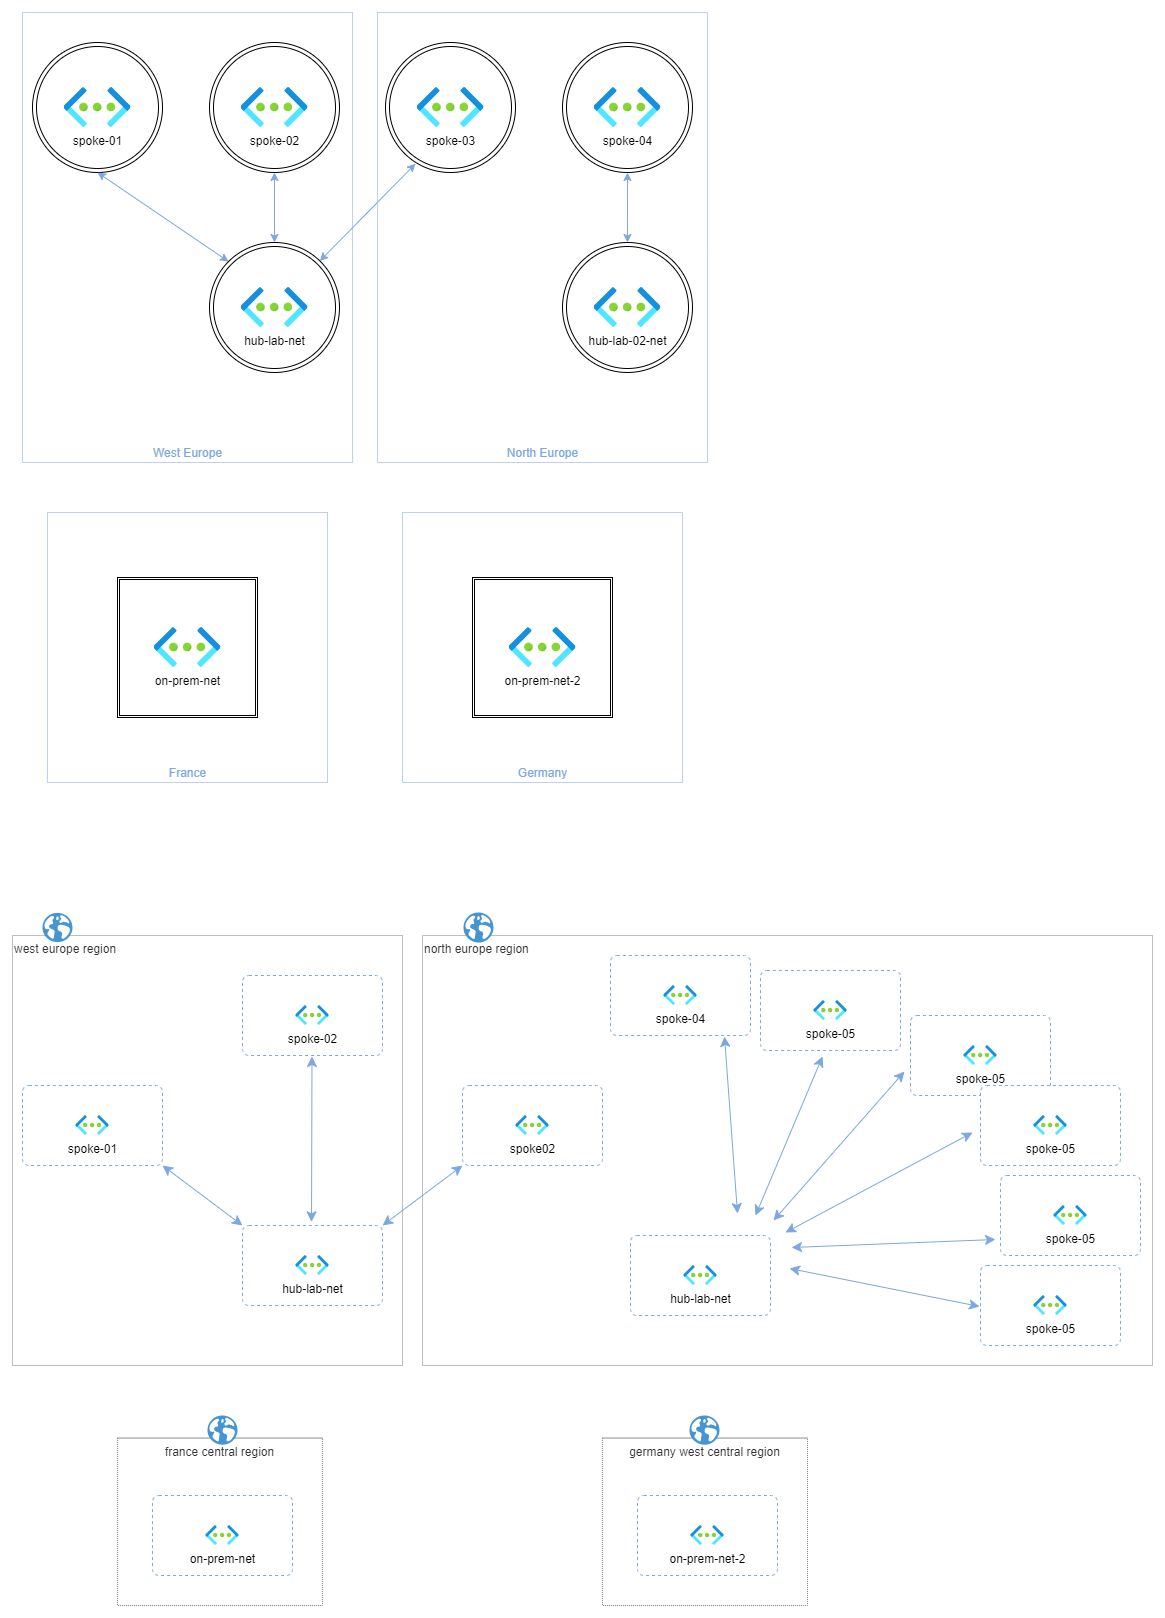 spoke-01
spoke-02
spoke-03
spoke-04
hub-lab-net
hub-lab-02-net
West Europe
North Europe
on-prem-net
on-prem-net-2
France
Germany
west europe region
north europe region
spoke-04
spoke-05
spoke-02
spoke-05
spoke-01
spoke02
spoke-05
spoke-05
hub-lab-net
hub-lab-net
spoke-05
france central region
germany west central region
on-prem-net
on-prem-net-2